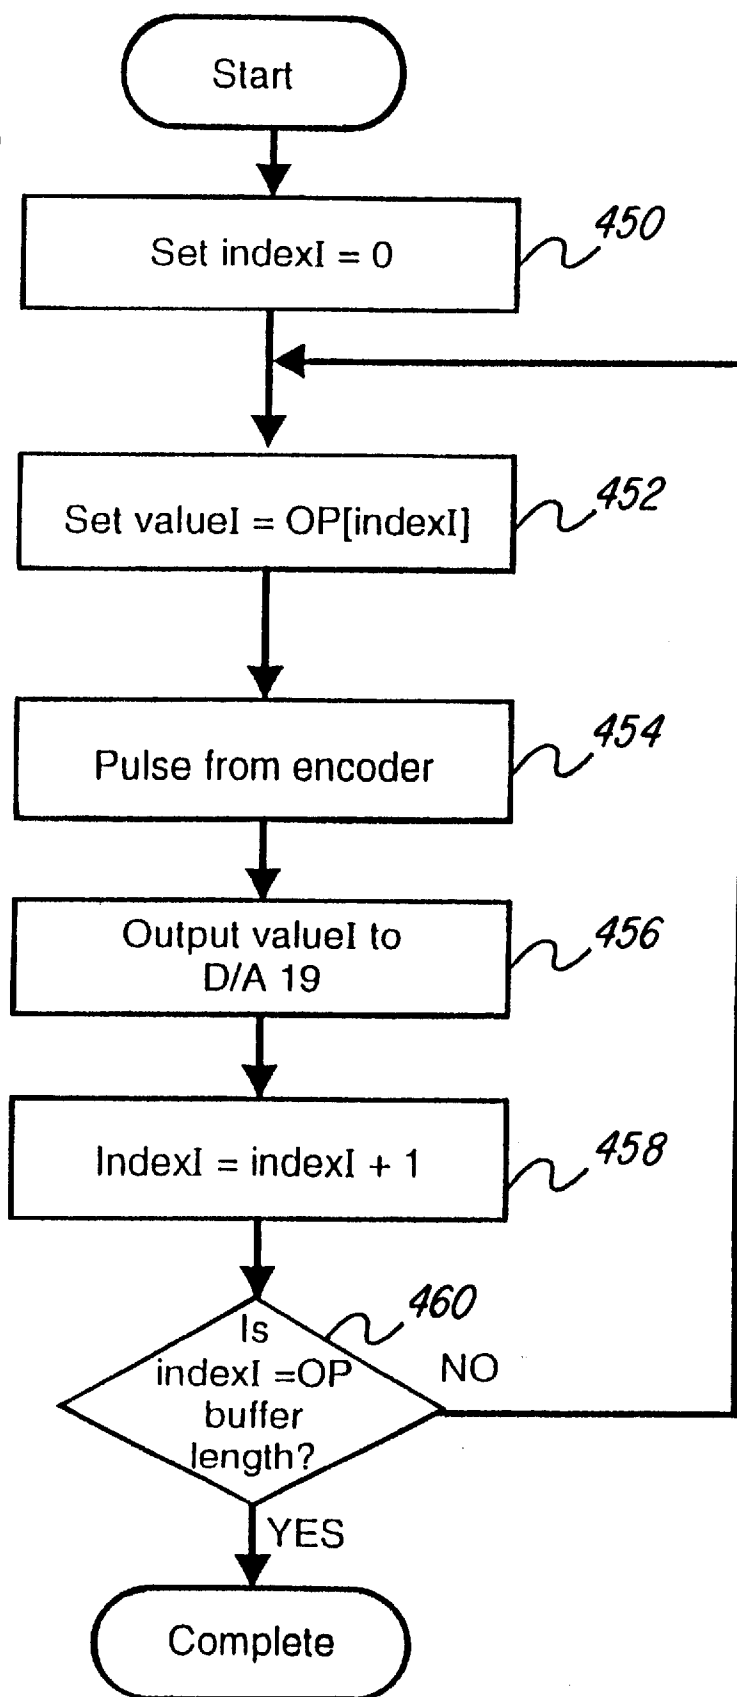 Start
Set indexI = 0
450
Set valueI = OP[indexI]
452
Pulse from encoder
454
Output valueI to
D/A 19
456
IndexI = indexI + 1
458
460
Is
indexI =OP
buffer
length?
NO
YES
Complete